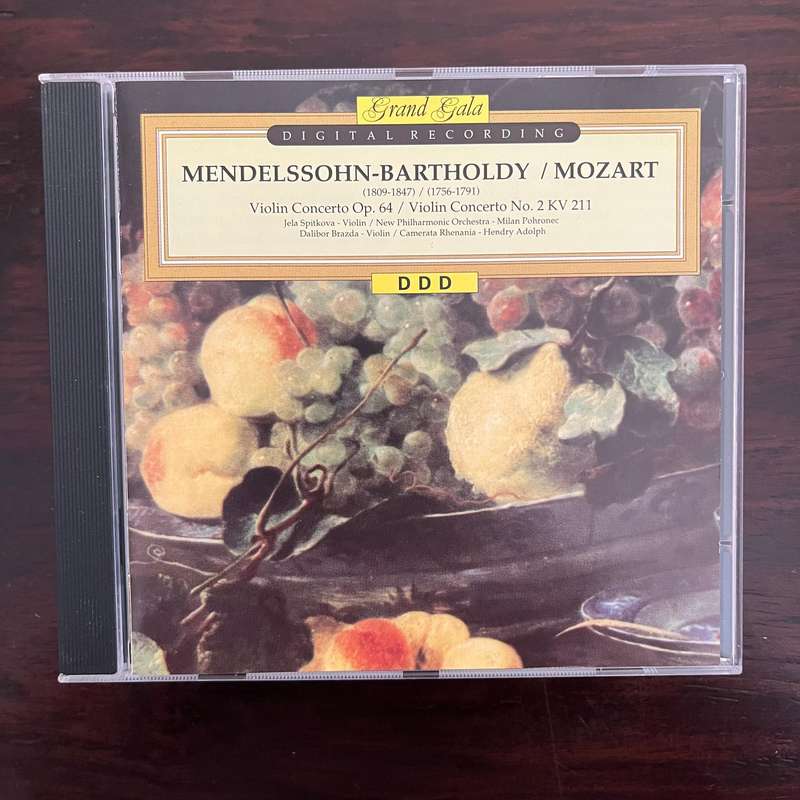 Grand Gala
DIGITAL RECORDING
MENDELSSOHN-BARTHOLDY / MOZART
(1809-1847) / (1756-1791)
Violin Concerto Op. 64 / Violin Concerto No. 2 KV 211
Jela Spitkova - Violin / New Philharmonic Orchestra - Milan Pohronec
Dalibor Brazda - Violin / Camerata Rhenania - Hendry Adolph
DDD